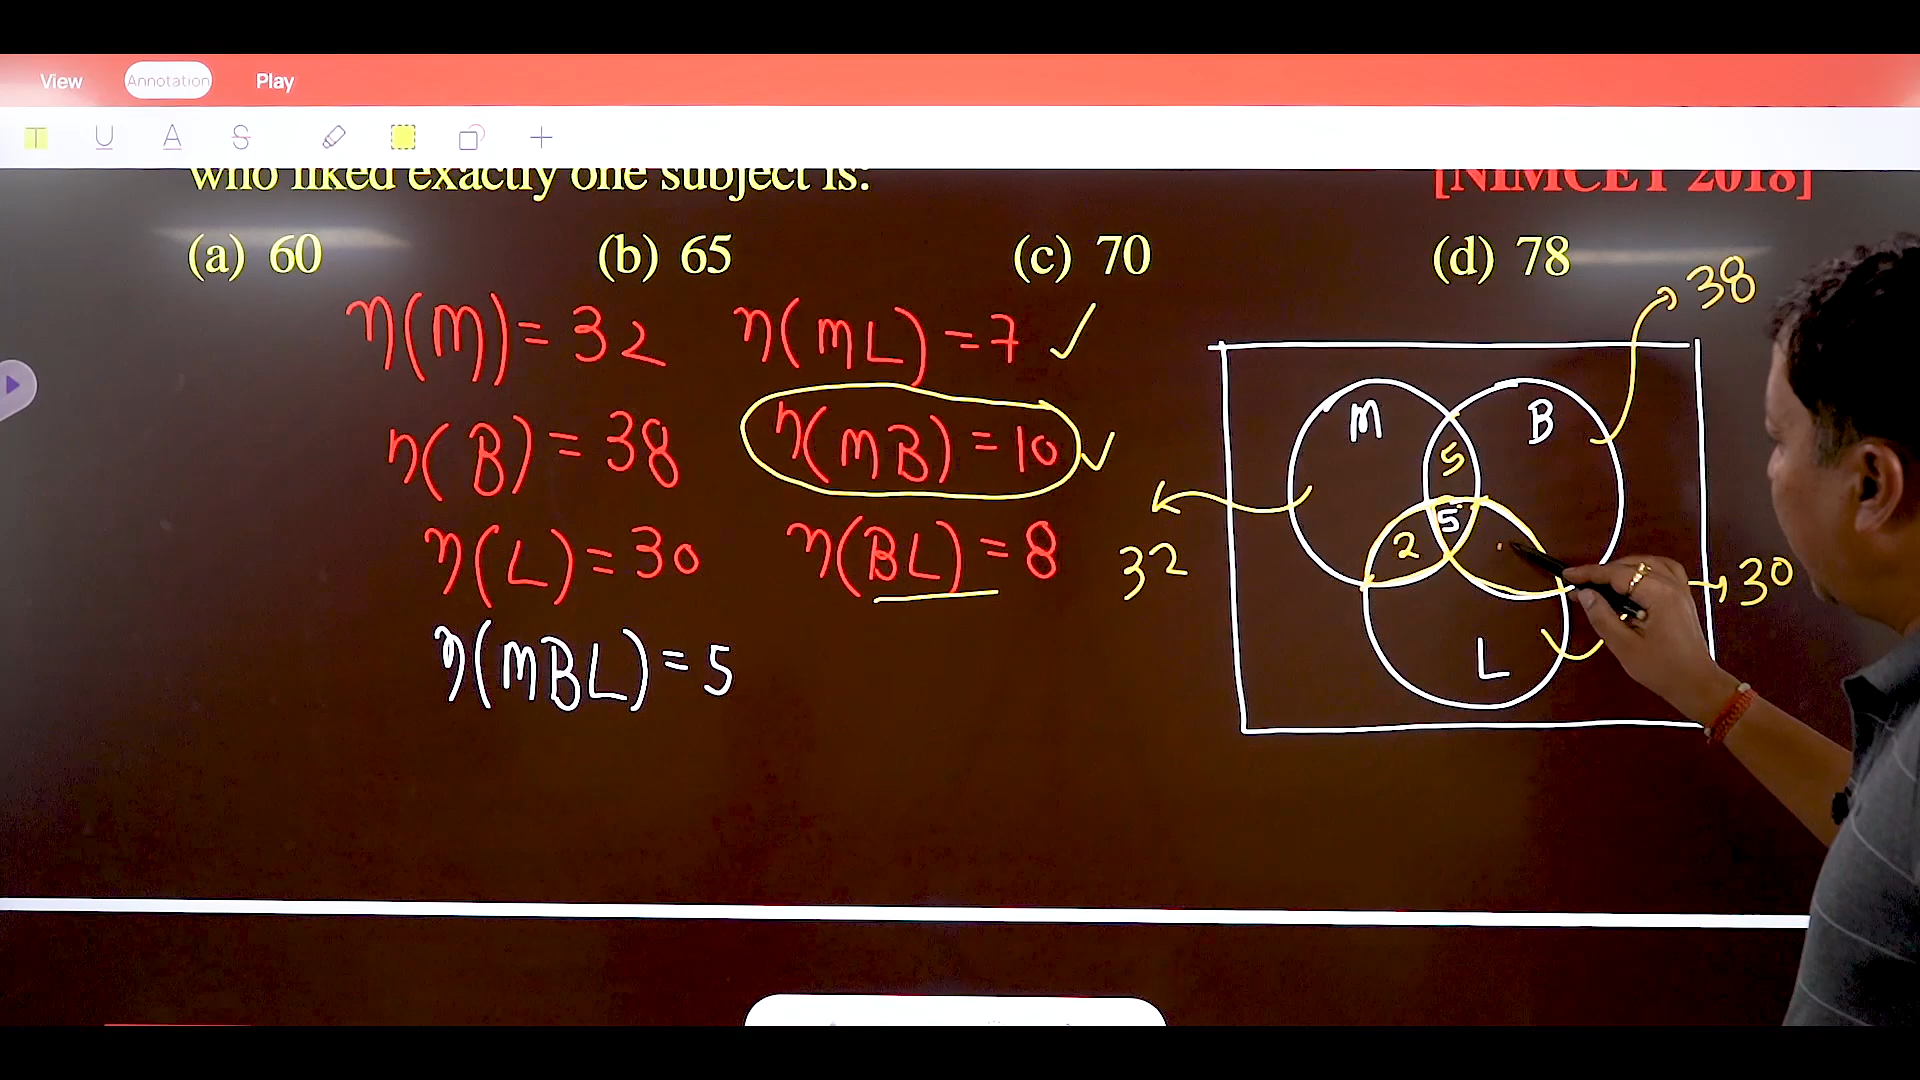 View Annotation Play
T U A S
who liked exactly one subject is: [NIMCET 2018]
(a) 60 (b) 65 (c) 70 (d) 78
38
n(M) = 32 n(ML) = 7 ✓
n(B) = 38 n(MB) = 10 ✓
n(L) = 30 n(BL) = 8
n(MBL) = 5
M B
5
5
2
32
30
L